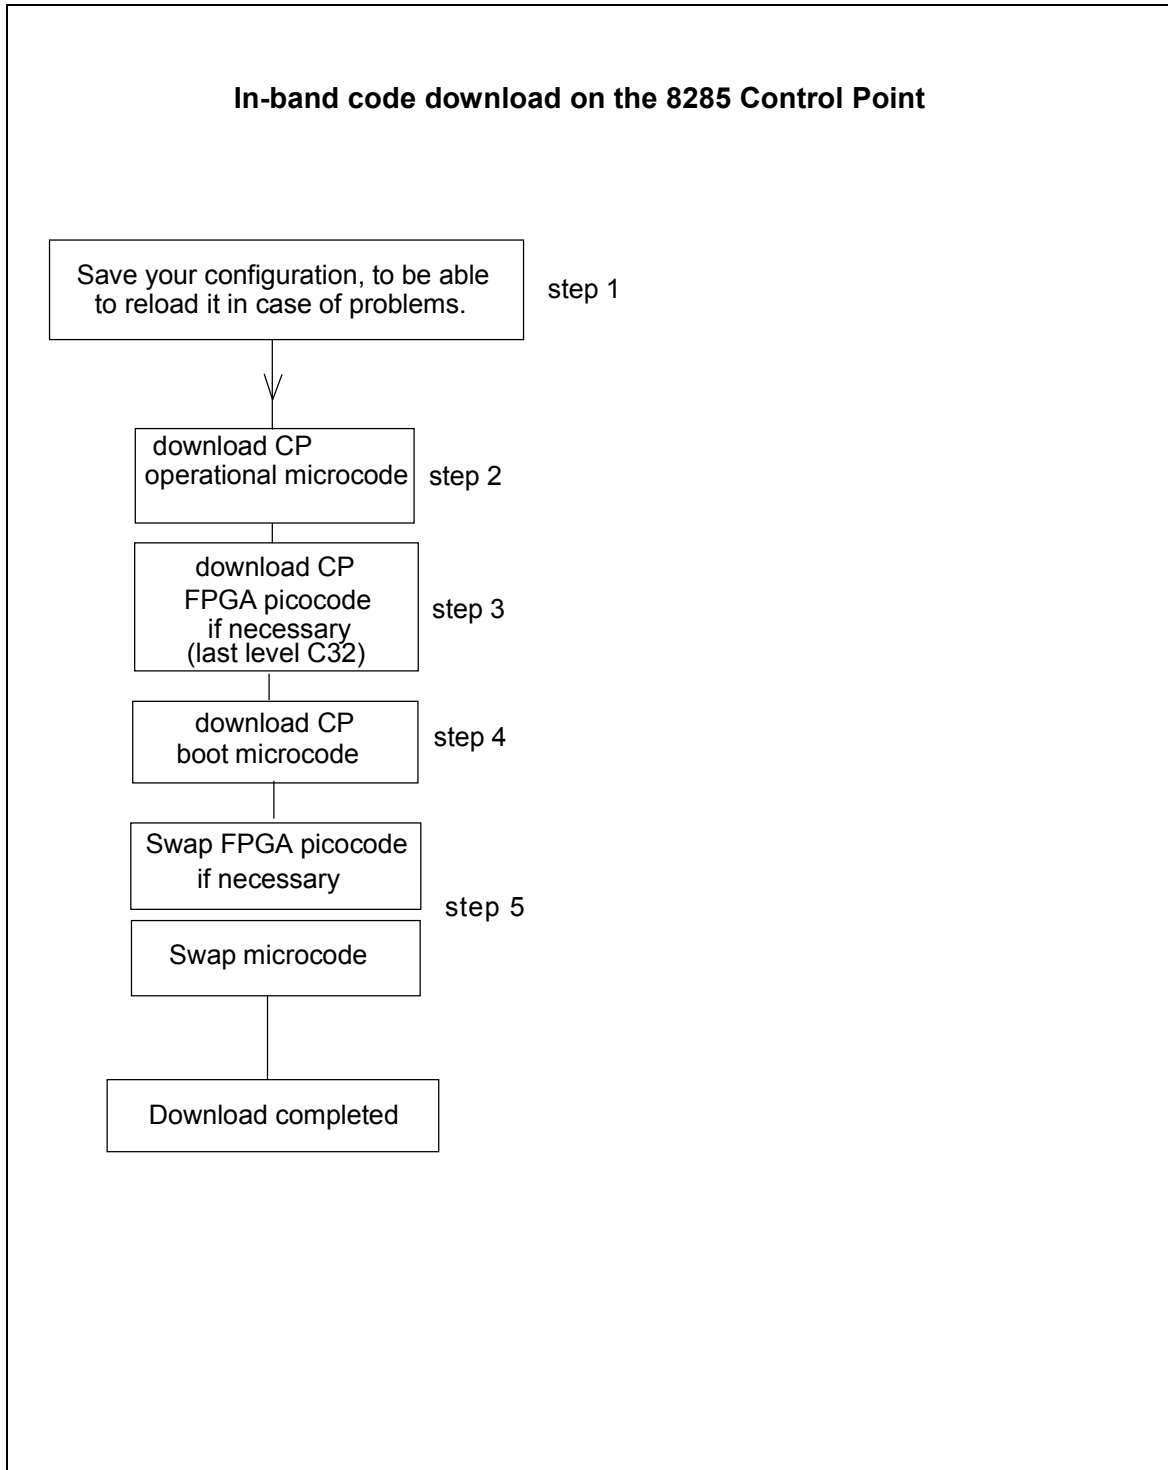 In-band code download on the 8285 Control Point
Save your configuration, to be able
to reload it in case of problems.
step 1
download CP
operational microcode
step 2
download CP
FPGA picocode
if necessary
(last level C32)
step 3
download CP
boot microcode
step 4
Swap FPGA picocode
if necessary
step 5
Swap microcode
Download completed